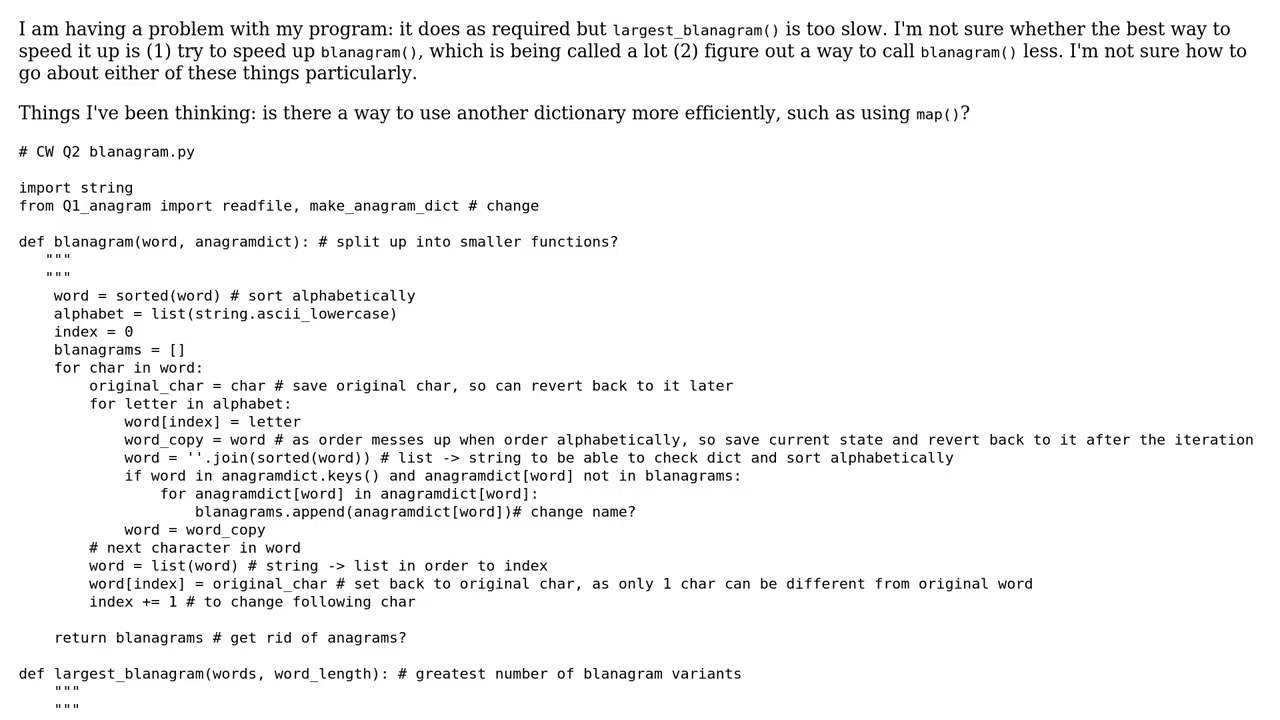 I am having a problem with my program: it does as required but largest_blanagram() is too slow. I'm not sure whether the best way to
speed it up is (1) try to speed up blanagram(), which is being called a lot (2) figure out a way to call blanagram() less. I'm not sure how to
go about either of these things particularly.
Things I've been thinking: is there a way to use another dictionary more efficiently, such as using map()?
# CW Q2 blanagram.py
import string
from Q1_anagram import readfile, make_anagram_dict # change
def blanagram(word, anagramdict): # split up into smaller functions?
   """
   """
    word = sorted(word) # sort alphabetically
    alphabet = list(string.ascii_lowercase)
    index = 0
    blanagrams = []
    for char in word:
        original_char = char # save original char, so can revert back to it later
        for letter in alphabet:
            word[index] = letter
            word_copy = word # as order messes up when order alphabetically, so save current state and revert back to it after the iteration
            word = ''.join(sorted(word)) # list -> string to be able to check dict and sort alphabetically
            if word in anagramdict.keys() and anagramdict[word] not in blanagrams:
                for anagramdict[word] in anagramdict[word]:
                    blanagrams.append(anagramdict[word])# change name?
            word = word_copy
        # next character in word
        word = list(word) # string -> list in order to index
        word[index] = original_char # set back to original char, as only 1 char can be different from original word
        index += 1 # to change following char
    return blanagrams # get rid of anagrams?
def largest_blanagram(words, word_length): # greatest number of blanagram variants
    """
    """